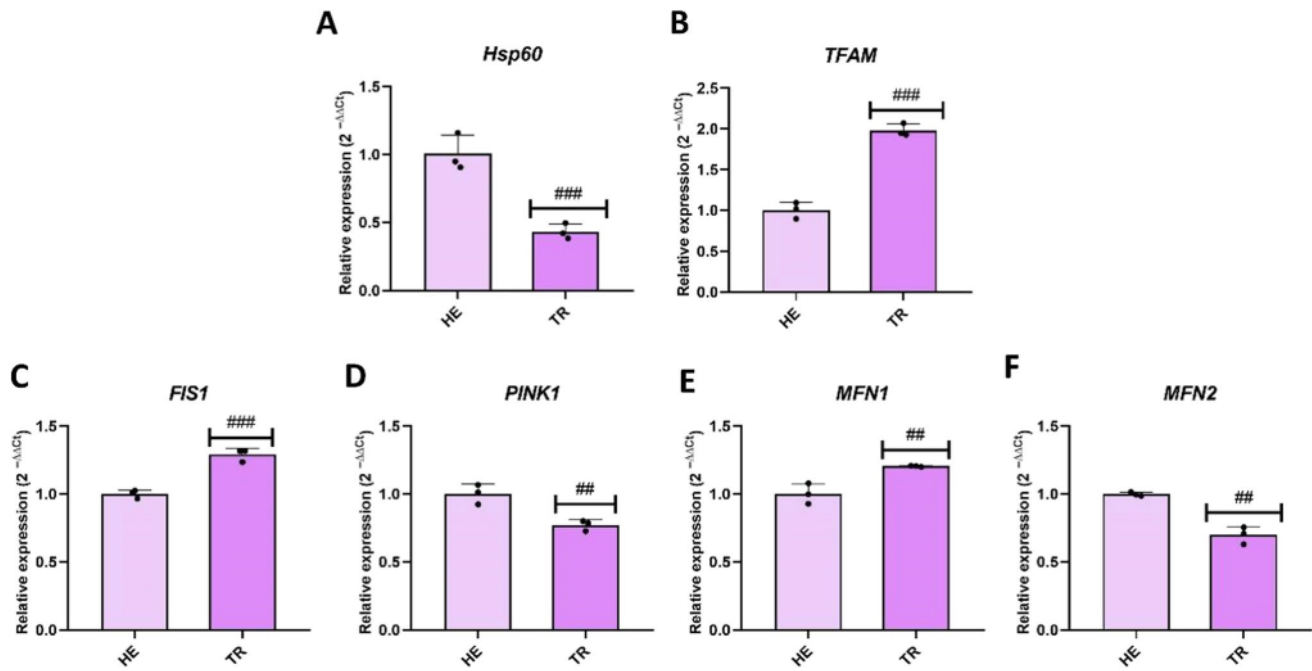 A
Hsp60
Relative expression (2 ⁻ΔΔCt)
1.5
1.0
0.5
0.0
###
HE
TR
B
TFAM
Relative expression (2 ⁻ΔΔCt)
2.5
2.0
1.5
1.0
0.5
0.0
###
HE
TR
C
FIS1
Relative expression (2 ⁻ΔΔCt)
1.5
1.0
0.5
0.0
###
HE
TR
D
PINK1
Relative expression (2 ⁻ΔΔCt)
1.5
1.0
0.5
0.0
##
HE
TR
E
MFN1
Relative expression (2 ⁻ΔΔCt)
1.5
1.0
0.5
0.0
##
HE
TR
F
MFN2
Relative expression (2 ⁻ΔΔCt)
1.5
1.0
0.5
0.0
##
HE
TR